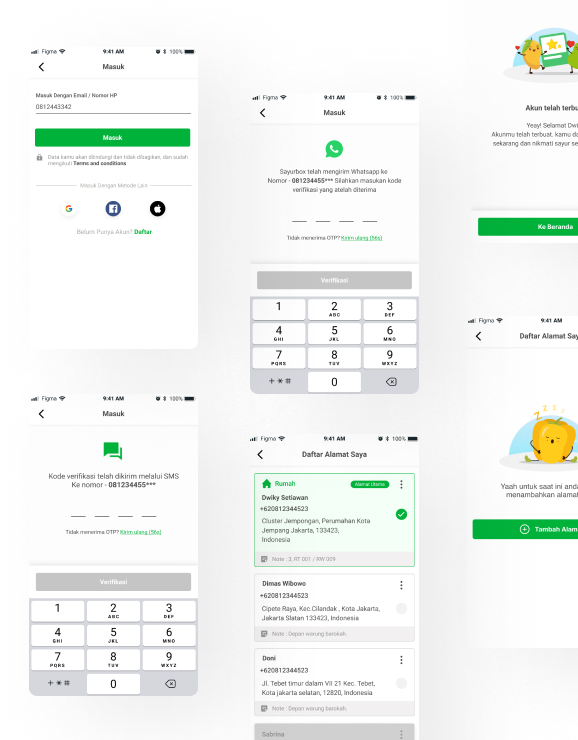 Figma 9:41 AM 100%
Masuk
Masuk Dengan Email / Nomor HP
0812443342
Masuk
Data kamu akan dilindungi dan tidak dibagikan, dan sudah
mengikuti Terms and conditions
Masuk Dengan Metode Lain
Belum Punya Akun? Daftar
Figma 9:41 AM 100%
Masuk
Kode verifikasi telah dikirim melalui SMS
Ke nomor - 081234455***
Tidak menerima OTP? Kirim ulang (56s)
Verifikasi
1 2 3
ABC DEF
4 5 6
GHI JKL MNO
7 8 9
PQRS TUV WXYZ
+*# 0
Figma 9:41 AM 100%
Masuk
Sayurbox telah mengirim Whatsapp ke
Nomor - 081234455*** Silahkan masukan kode
verifikasi yang atelah diterima
Tidak menerima OTP? Kirim ulang (56s)
Verifikasi
1 2 3
ABC DEF
4 5 6
GHI JKL MNO
7 8 9
PQRS TUV WXYZ
+*# 0
Figma 9:41 AM 100%
Daftar Alamat Saya
Rumah Alamat Utama
Dwiky Setiawan
+620812344523
Cluster Jempongan, Perumahan Kota
Jempang Jakarta, 133423,
Indonesia
Note : 3, RT 001 / RW 009
Dimas Wibowo
+620812344523
Cipete Raya, Kec.Cilandak , Kota Jakarta,
Jakarta Slatan 133423, Indonesia
Note : Depan warung barokah.
Doni
+620812344523
Jl. Tebet timur dalam VII 21 Kec. Tebet,
Kota jakarta selatan, 12820, Indonesia
Note : Depan warung barokah.
Sabrina
Akun telah terbu
Yeay! Selamat Dwi
Akunmu telah terbuat, kamu da
sekarang dan nikmati sayur se
Ke Beranda
Figma 9:41 AM
Daftar Alamat Say
zzzz
Yaah untuk saat ini anda
menambahkan alamat
Tambah Alam